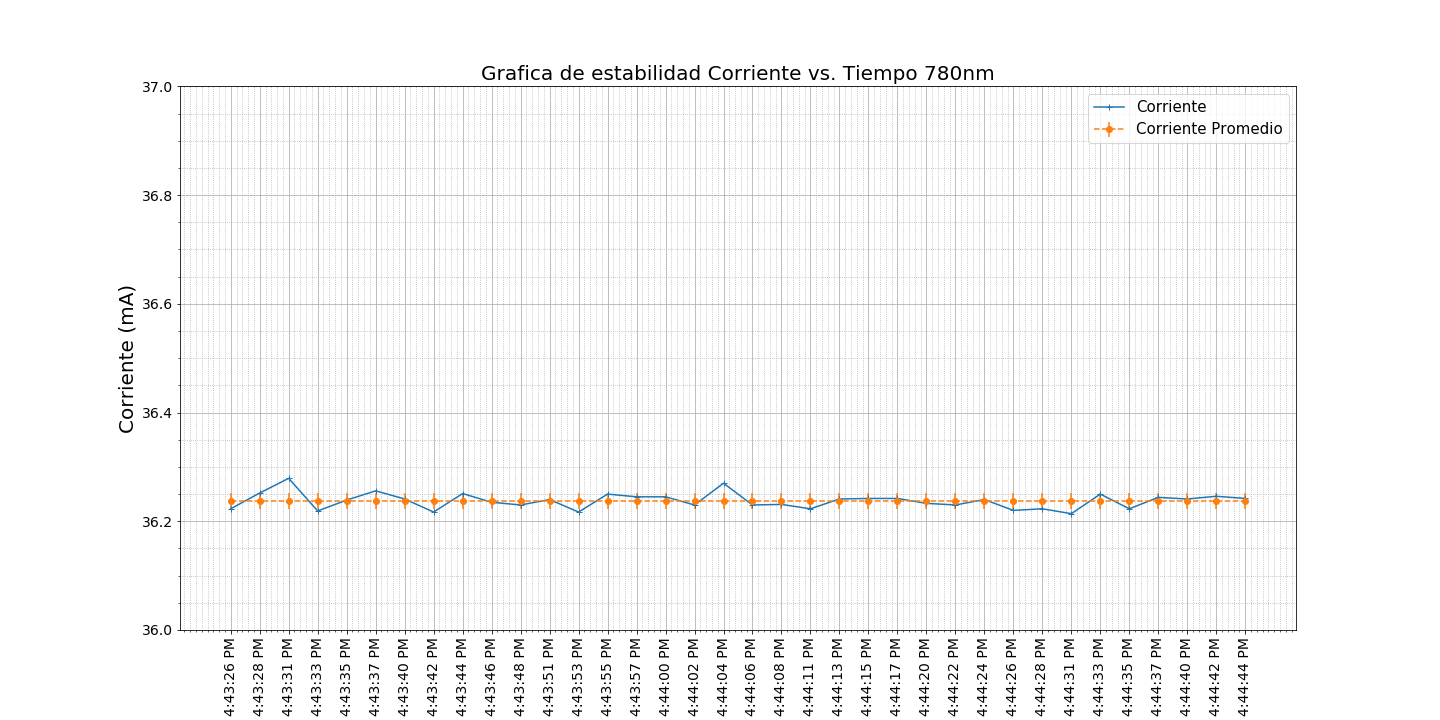 Grafica de estabilidad Corriente vs. Tiempo 780nm
Corriente
Corriente Promedio
Corriente (mA)
37.0
36.8
36.6
36.4
36.2
36.0
4:43:26 PM
4:43:28 PM
4:43:31 PM
4:43:33 PM
4:43:35 PM
4:43:37 PM
4:43:40 PM
4:43:42 PM
4:43:44 PM
4:43:46 PM
4:43:48 PM
4:43:51 PM
4:43:53 PM
4:43:55 PM
4:43:57 PM
4:44:00 PM
4:44:02 PM
4:44:04 PM
4:44:06 PM
4:44:08 PM
4:44:11 PM
4:44:13 PM
4:44:15 PM
4:44:17 PM
4:44:20 PM
4:44:22 PM
4:44:24 PM
4:44:26 PM
4:44:28 PM
4:44:31 PM
4:44:33 PM
4:44:35 PM
4:44:37 PM
4:44:40 PM
4:44:42 PM
4:44:44 PM